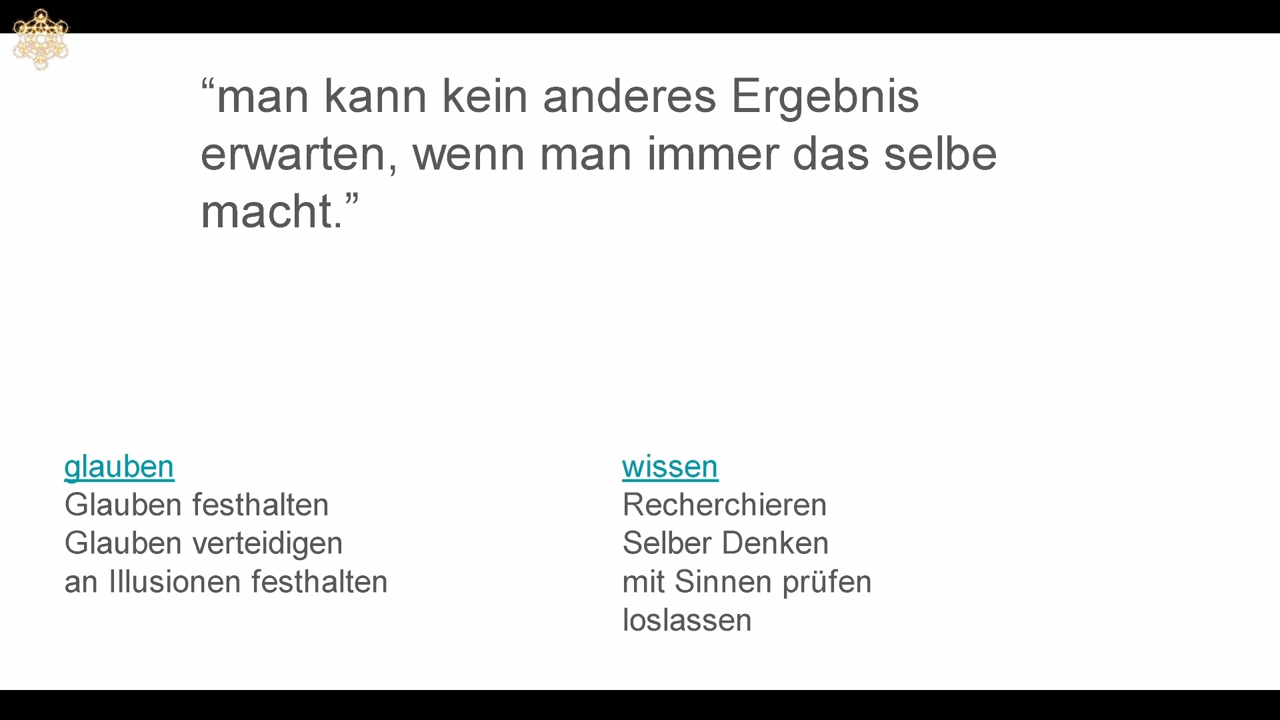 “man kann kein anderes Ergebnis
erwarten, wenn man immer das selbe
macht.”
glauben
Glauben festhalten
Glauben verteidigen
an Illusionen festhalten
wissen
Recherchieren
Selber Denken
mit Sinnen prüfen
loslassen